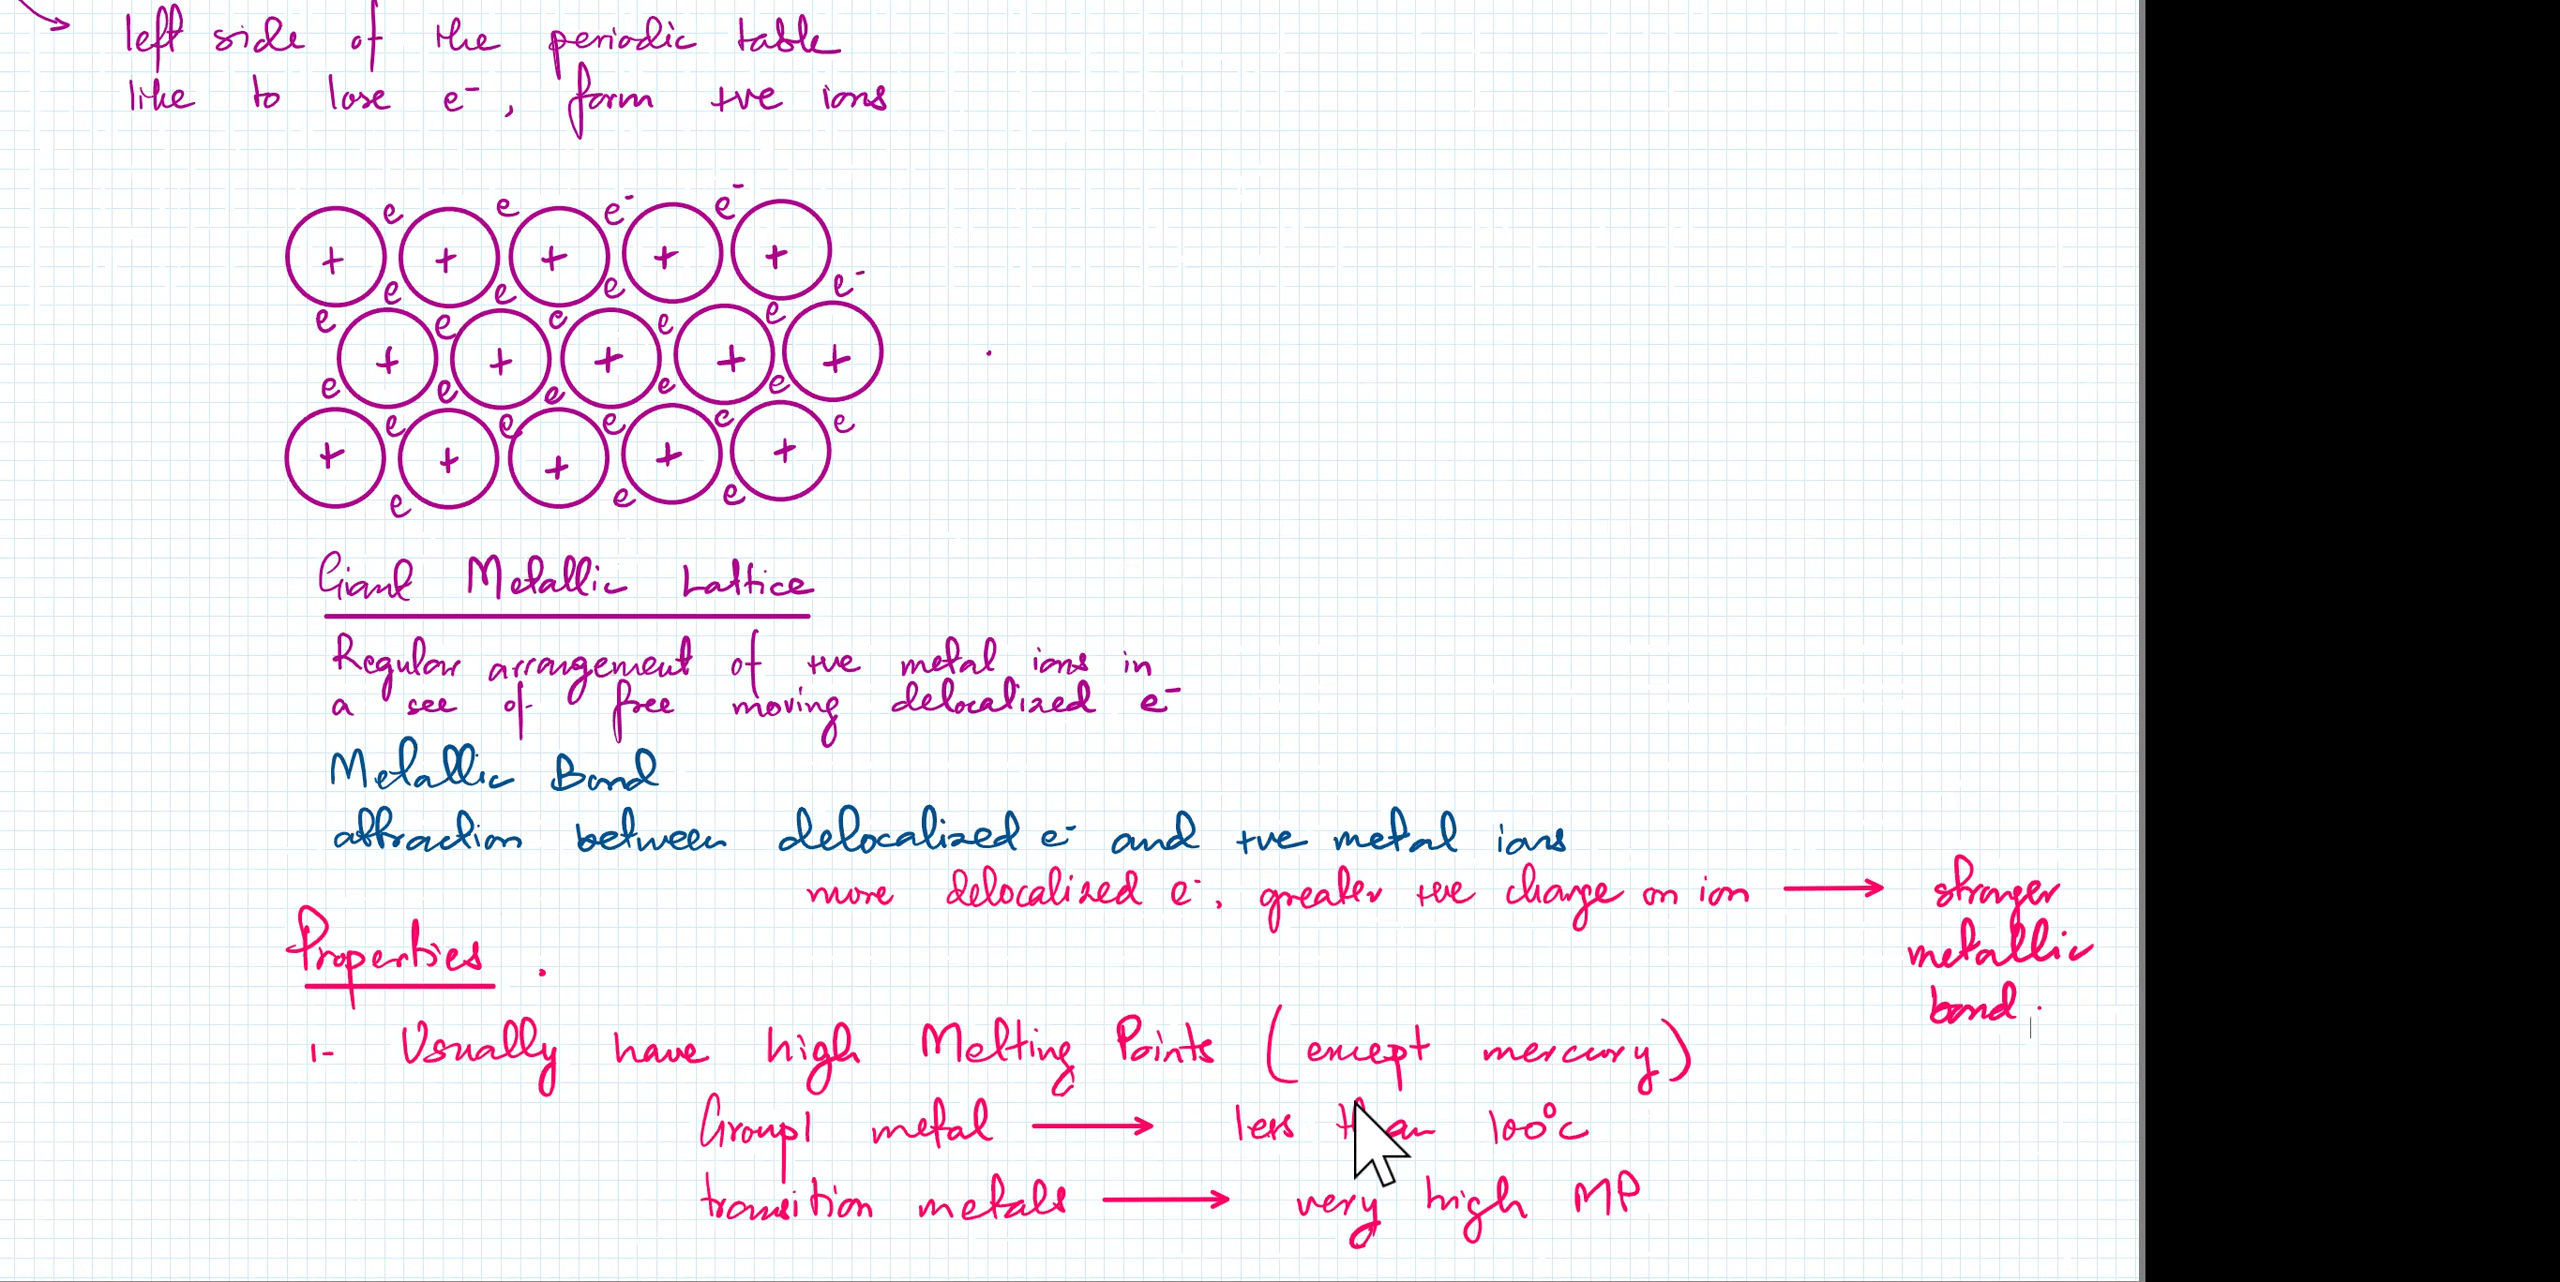 left side of the periodic table
like to lose e⁻, form +ve ions
e e e⁻ e⁻
+ + + + +
e e e e⁻
e e e e e
+ + + + +
e e e e e
e e e e e
+ + + + +
e e e
Giant Metallic Lattice
Regular arrangement of +ve metal ions in
a see of free moving delocalized e⁻
Metallic Bond
attraction between delocalized e⁻ and +ve metal ions
more delocalized e⁻, greater +ve charge on ion → stronger
metallic
bond.
Properties.
1- Usually have high Melting Points (except mercury)
Group1 metal → less than 100°c
transition metals → very high MP